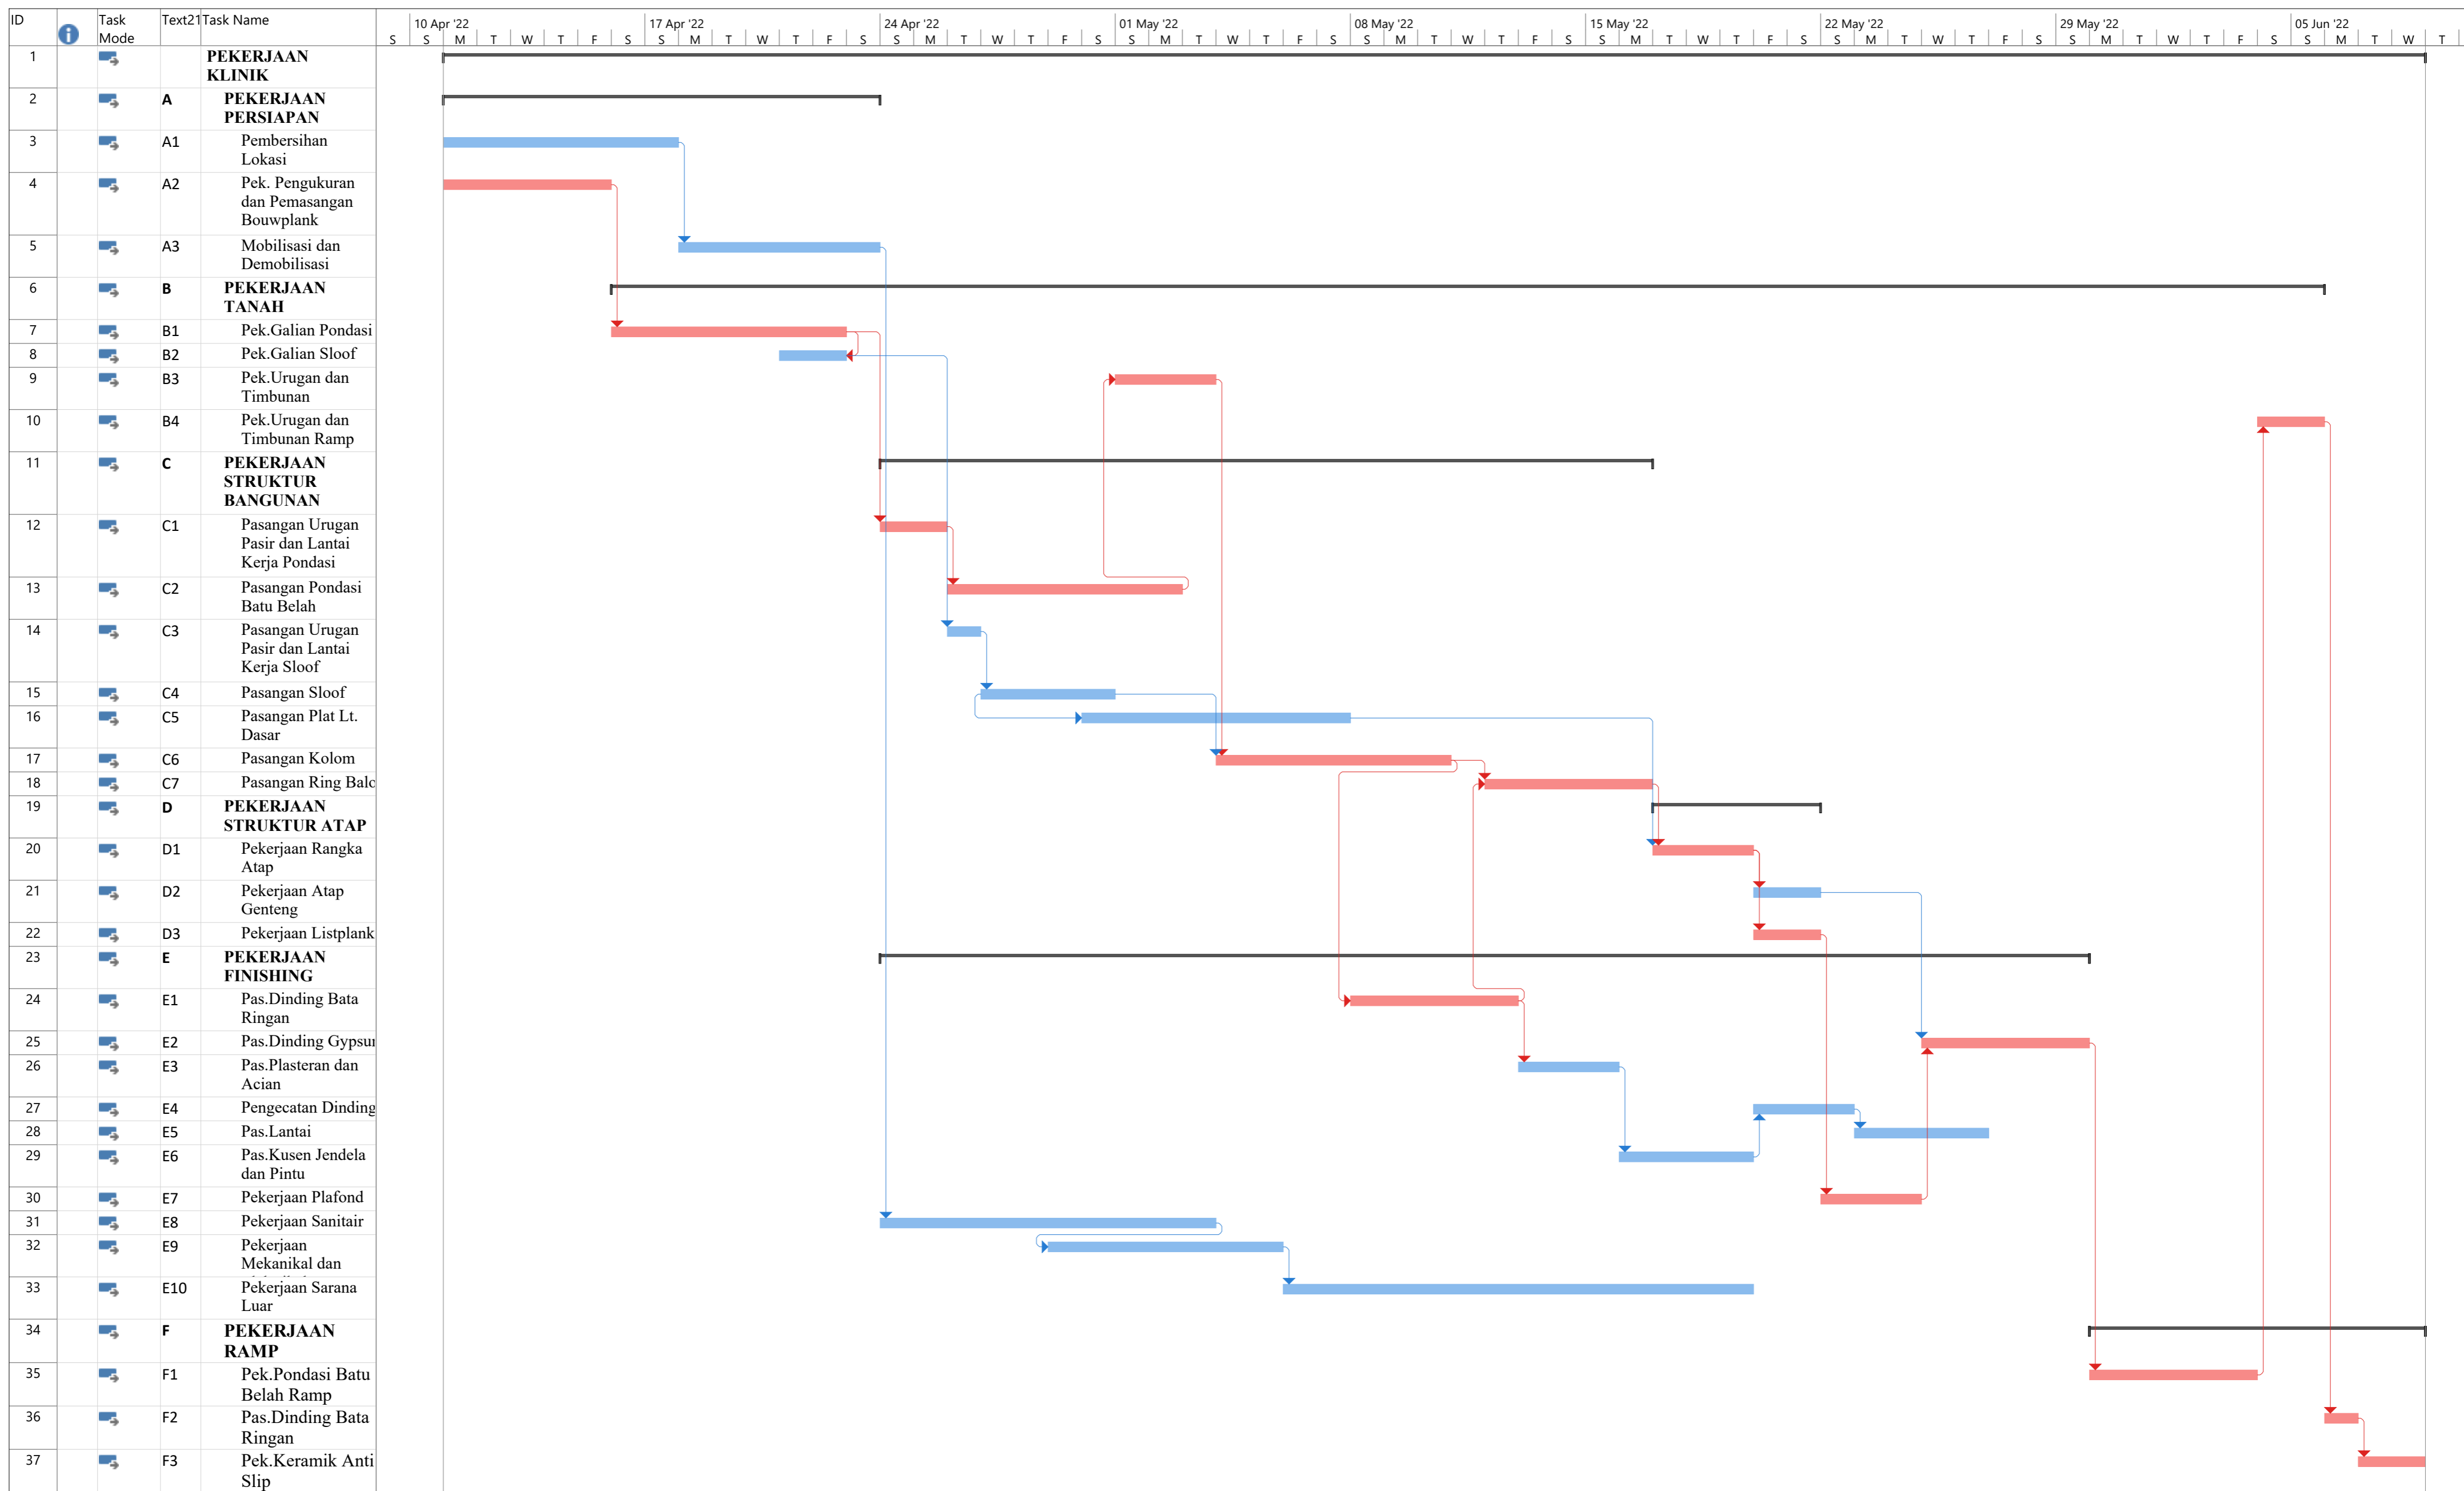 ID Task Mode Text21 Task Name
10 Apr '22 17 Apr '22 24 Apr '22 01 May '22 08 May '22 15 May '22 22 May '22 29 May '22 05 Jun '22
S S M T W T F S S M T W T F S S M T W T F S S M T W T F S S M T W T F S S M T W T F S S M T W T F S S M T W T F S S M T W T
1 PEKERJAAN
KLINIK
2 A PEKERJAAN
PERSIAPAN
3 A1 Pembersihan
Lokasi
4 A2 Pek. Pengukuran
dan Pemasangan
Bouwplank
5 A3 Mobilisasi dan
Demobilisasi
6 B PEKERJAAN
TANAH
7 B1 Pek.Galian Pondasi
8 B2 Pek.Galian Sloof
9 B3 Pek.Urugan dan
Timbunan
10 B4 Pek.Urugan dan
Timbunan Ramp
11 C PEKERJAAN
STRUKTUR
BANGUNAN
12 C1 Pasangan Urugan
Pasir dan Lantai
Kerja Pondasi
13 C2 Pasangan Pondasi
Batu Belah
14 C3 Pasangan Urugan
Pasir dan Lantai
Kerja Sloof
15 C4 Pasangan Sloof
16 C5 Pasangan Plat Lt.
Dasar
17 C6 Pasangan Kolom
18 C7 Pasangan Ring Balo
19 D PEKERJAAN
STRUKTUR ATAP
20 D1 Pekerjaan Rangka
Atap
21 D2 Pekerjaan Atap
Genteng
22 D3 Pekerjaan Listplank
23 E PEKERJAAN
FINISHING
24 E1 Pas.Dinding Bata
Ringan
25 E2 Pas.Dinding Gypsu
26 E3 Pas.Plasteran dan
Acian
27 E4 Pengecatan Dinding
28 E5 Pas.Lantai
29 E6 Pas.Kusen Jendela
dan Pintu
30 E7 Pekerjaan Plafond
31 E8 Pekerjaan Sanitair
32 E9 Pekerjaan
Mekanikal dan
33 E10 Pekerjaan Sarana
Luar
34 F PEKERJAAN
RAMP
35 F1 Pek.Pondasi Batu
Belah Ramp
36 F2 Pas.Dinding Bata
Ringan
37 F3 Pek.Keramik Anti
Slip